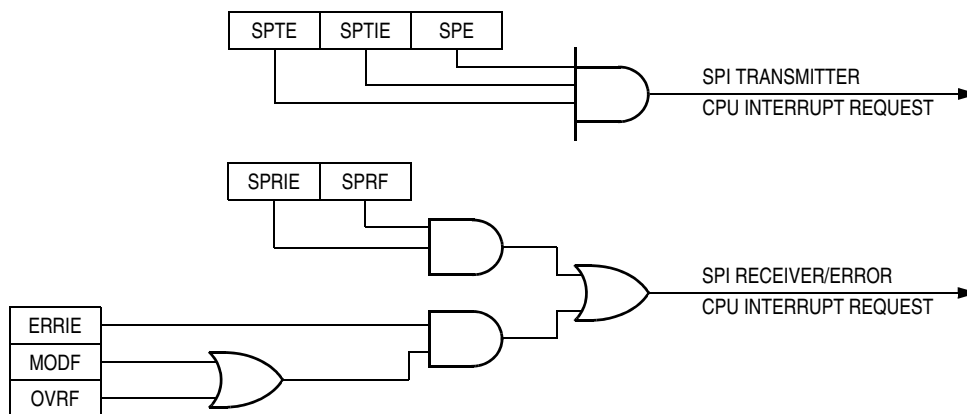 SPTE SPTIE SPE
SPI TRANSMITTER
CPU INTERRUPT REQUEST
SPRIE SPRF
SPI RECEIVER/ERROR
CPU INTERRUPT REQUEST
ERRIE
MODF
OVRF